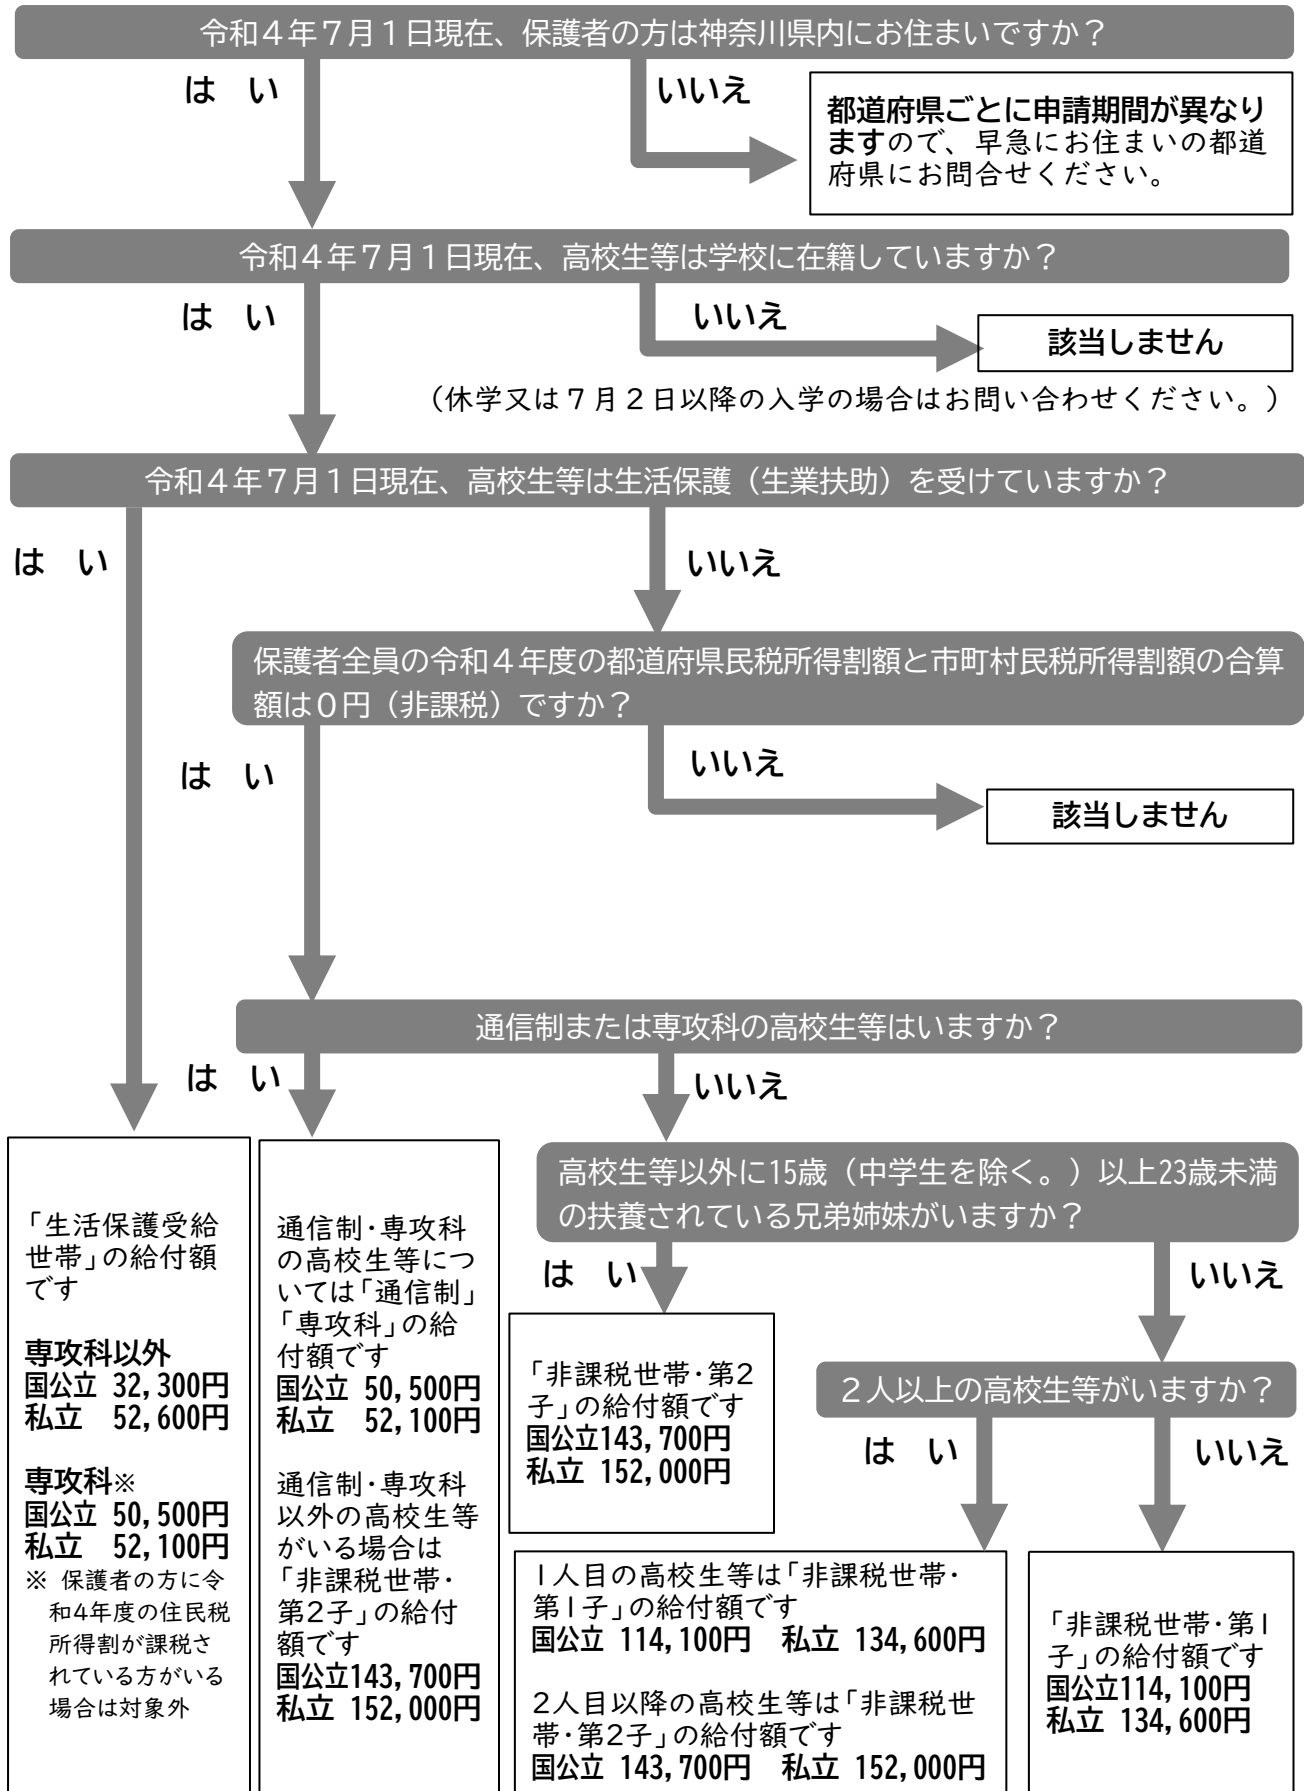 令和４年７月１日現在、保護者の方は神奈川県内にお住まいですか？
は　い
いいえ
都道府県ごとに申請期間が異なり
ますので、早急にお住まいの都道
府県にお問合せください。
令和４年７月１日現在、高校生等は学校に在籍していますか？
は　い
いいえ
該当しません
（休学又は７月２日以降の入学の場合はお問い合わせください。）
令和４年７月１日現在、高校生等は生活保護（生業扶助）を受けていますか？
は　い
いいえ
保護者全員の令和４年度の都道府県民税所得割額と市町村民税所得割額の合算
額は０円（非課税）ですか？
は　い
いいえ
該当しません
通信制または専攻科の高校生等はいますか？
は　い
いいえ
「生活保護受給
世帯」の給付額
です
専攻科以外
国公立 32,300円
私立　52,600円
専攻科※
国公立 50,500円
私立　52,100円
※ 保護者の方に令
和4年度の住民税
所得割が課税さ
れている方がいる
場合は対象外
通信制・専攻科
の高校生等につ
いては「通信制」
「専攻科」の給
付額です
国公立 50,500円
私立　52,100円
通信制・専攻科
以外の高校生等
がいる場合は
「非課税世帯・
第2子」の給付
額です
国公立143,700円
私立 152,000円
高校生等以外に15歳（中学生を除く。）以上23歳未満
の扶養されている兄弟姉妹がいますか？
は　い
いいえ
「非課税世帯・第2
子」の給付額です
国公立143,700円
私立 152,000円
２人以上の高校生等がいますか？
は　い
いいえ
1人目の高校生等は「非課税世帯・
第1子」の給付額です
国公立 114,100円　私立 134,600円
2人目以降の高校生等は「非課税世
帯・第2子」の給付額です
国公立 143,700円　私立 152,000円
「非課税世帯・第1
子」の給付額です
国公立114,100円
私立 134,600円